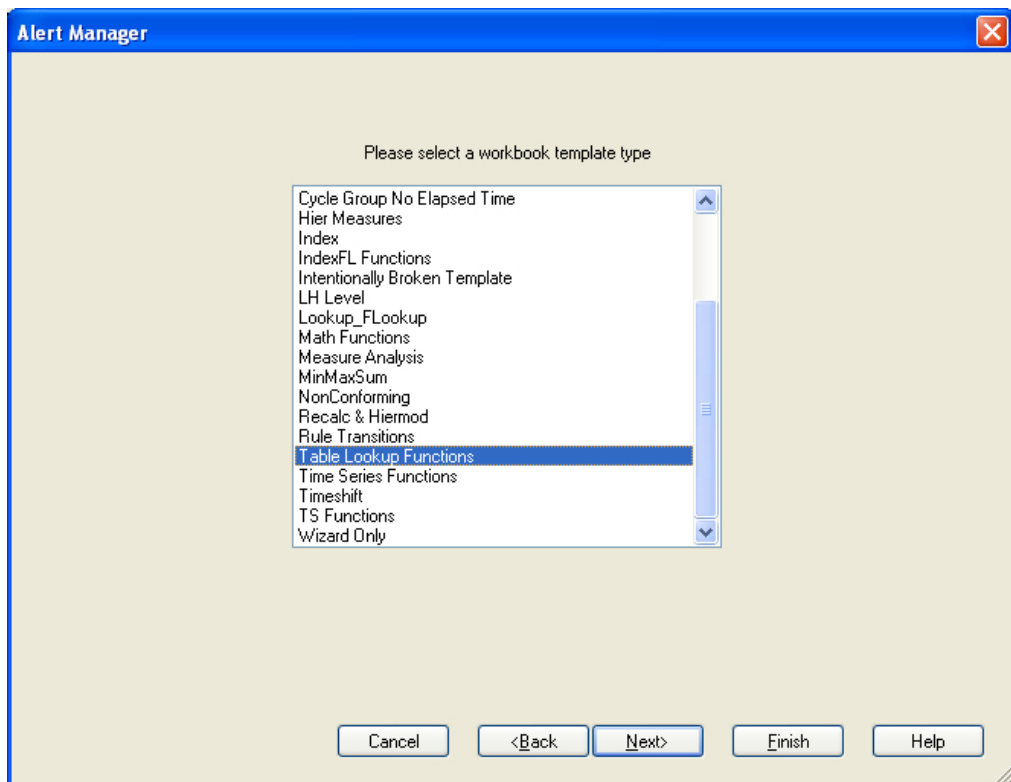 Alert Manager
Please select a workbook template type
Cycle Group No Elapsed Time
Hier Measures
Index
IndexFL Functions
Intentionally Broken Template
LH Level
Lookup_FLookup
Math Functions
Measure Analysis
MinMaxSum
NonConforming
Recalc & Hiermod
Rule Transitions
Table Lookup Functions
Time Series Functions
Timeshift
TS Functions
Wizard Only
Cancel <Back Next> Finish Help